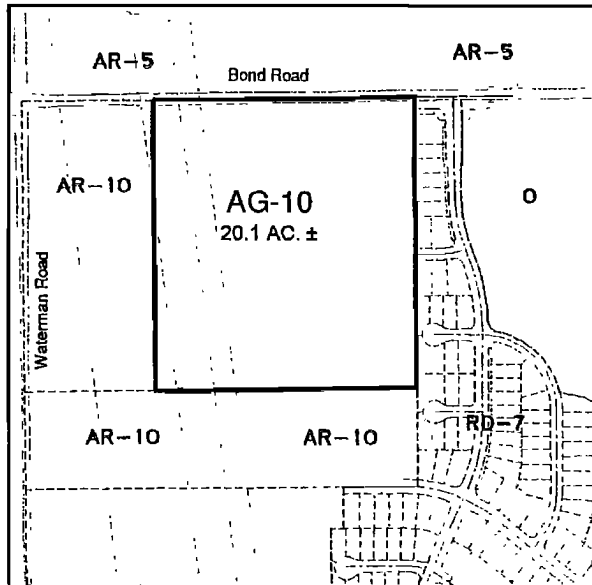 AR-5
AR-5
Bond Road
AR-10
AG-10
20.1 AC. ±
O
Waterman Road
AR-10
AR-10
RD-7